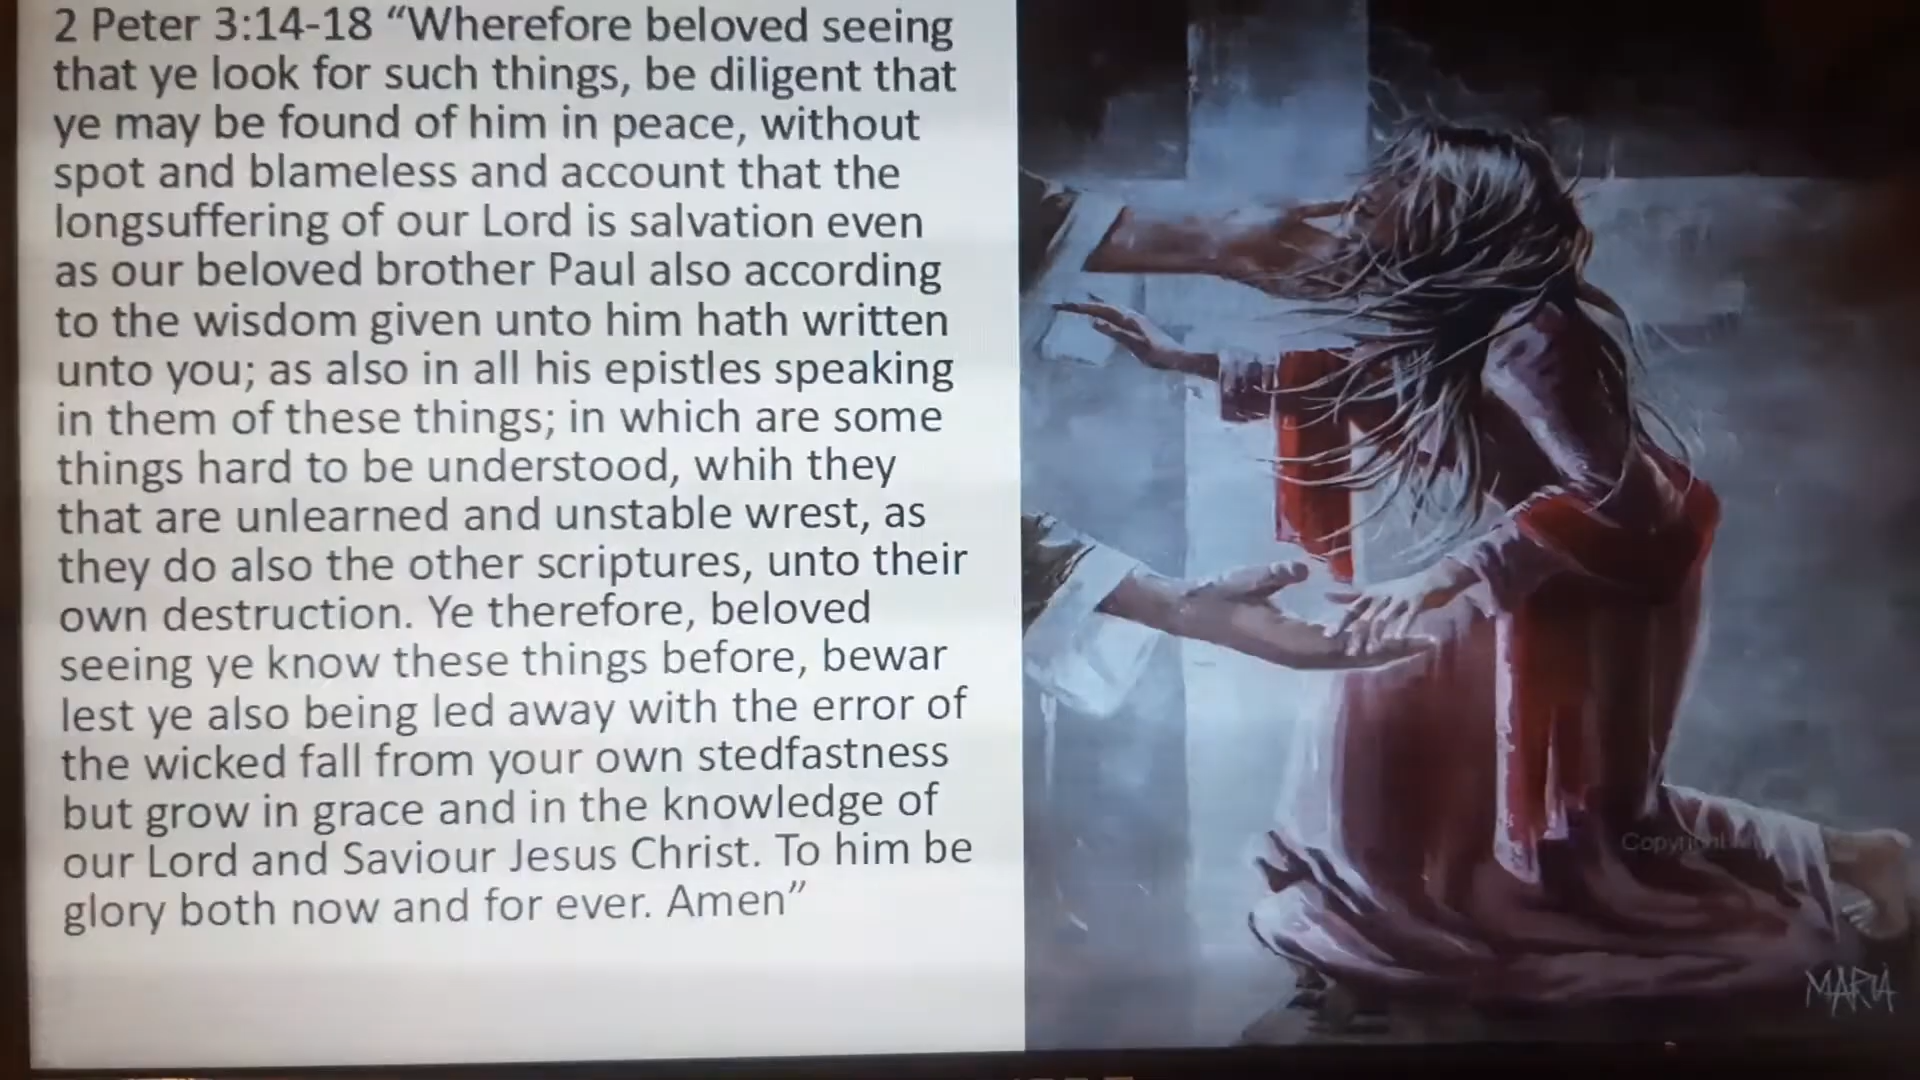 2 Peter 3:14-18 “Wherefore beloved seeing
that ye look for such things, be diligent that
ye may be found of him in peace, without
spot and blameless and account that the
longsuffering of our Lord is salvation even
as our beloved brother Paul also according
to the wisdom given unto him hath written
unto you; as also in all his epistles speaking
in them of these things; in which are some
things hard to be understood, whih they
that are unlearned and unstable wrest, as
they do also the other scriptures, unto their
own destruction. Ye therefore, beloved
seeing ye know these things before, bewar
lest ye also being led away with the error of
the wicked fall from your own stedfastness
but grow in grace and in the knowledge of
our Lord and Saviour Jesus Christ. To him be
glory both now and for ever. Amen”
Copyright
MARIA